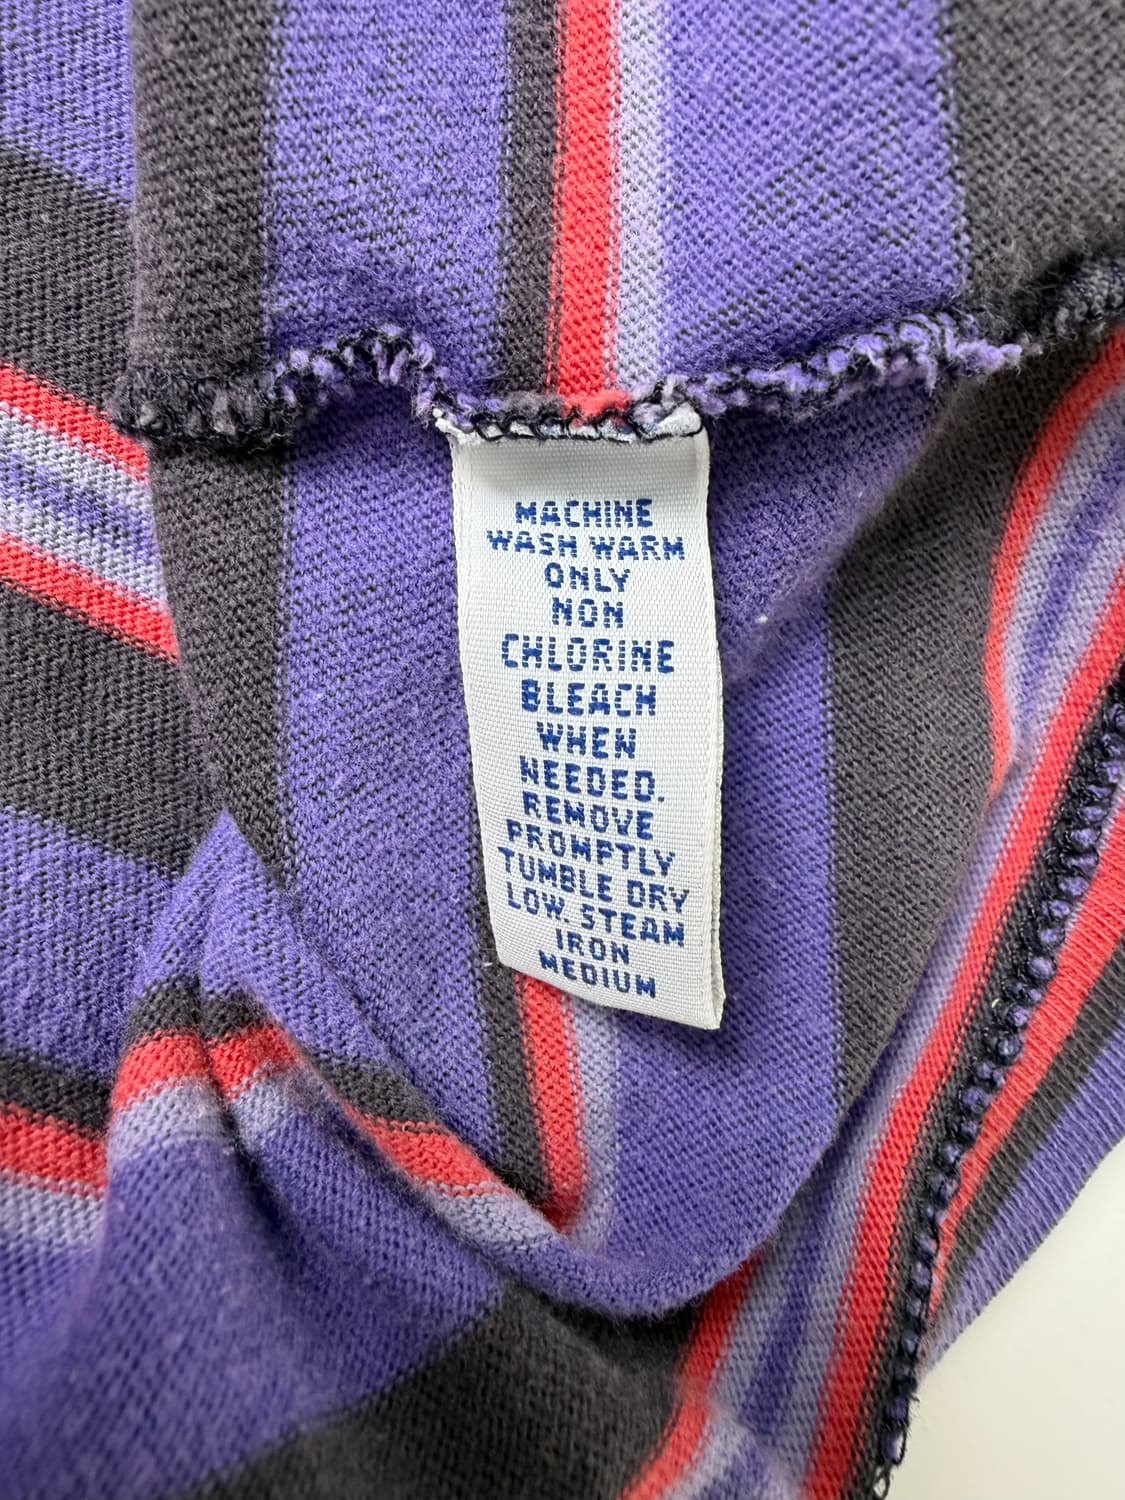 MACHINE
WASH WARM
ONLY
NON
CHLORINE
BLEACH
WHEN
NEEDED.
REMOVE
PROMPTLY
TUMBLE DRY
LOW. STEAM
IRON
MEDIUM